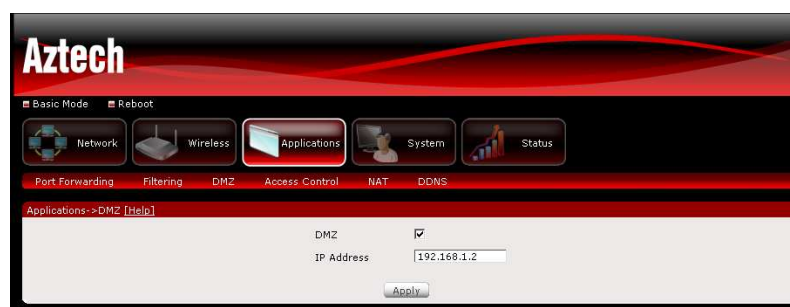 Aztech
Basic Mode Reboot
Network Wireless Applications System Status
Port Forwarding Filtering DMZ Access Control NAT DDNS
Applications->DMZ [Help]
DMZ
IP Address 192.168.1.2
Apply